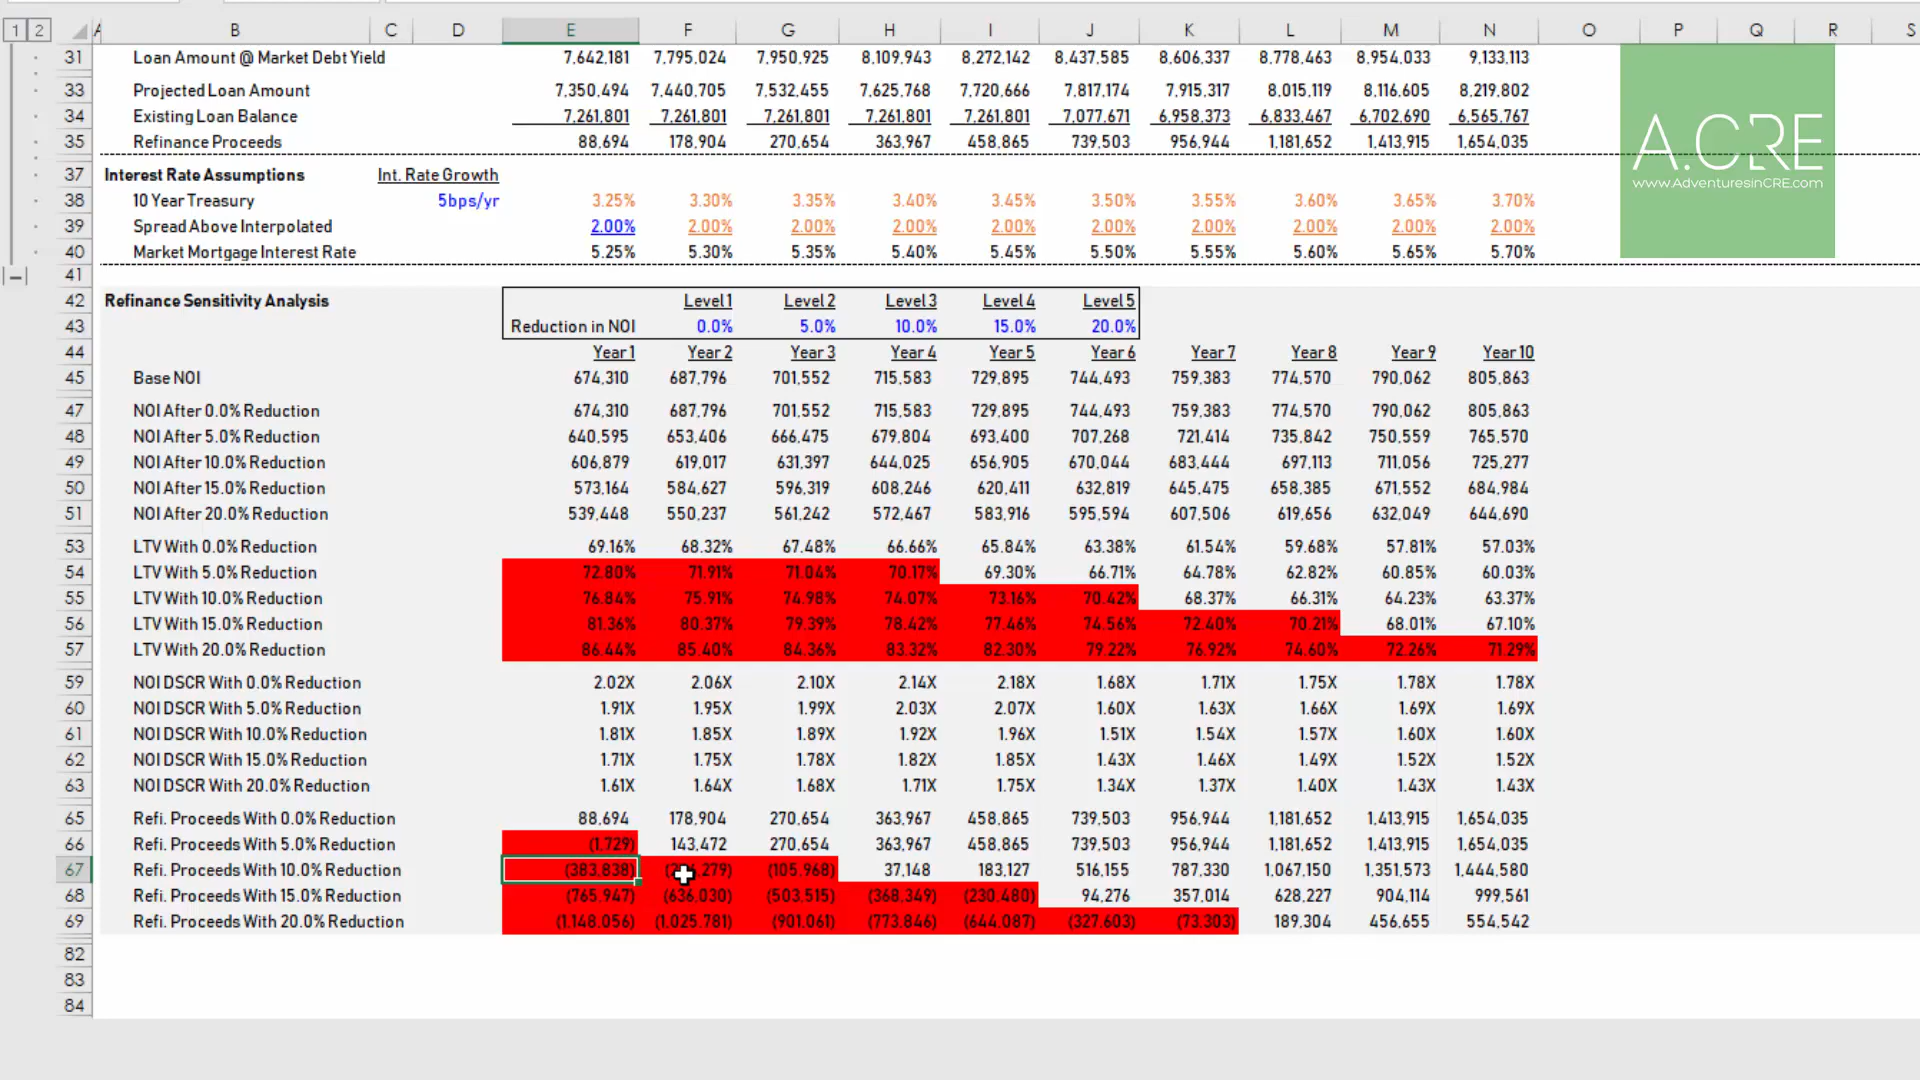 1 2 A B C D E F G H I J K L M N O P Q R S
31 Loan Amount @ Market Debt Yield 7,642,181 7,795,024 7,950,925 8,109,943 8,272,142 8,437,585 8,606,337 8,778,463 8,954,033 9,133,113
33 Projected Loan Amount 7,350,494 7,440,705 7,532,455 7,625,768 7,720,666 7,817,174 7,915,317 8,015,119 8,116,605 8,219,802
34 Existing Loan Balance 7,261,801 7,261,801 7,261,801 7,261,801 7,261,801 7,077,671 6,958,373 6,833,467 6,702,690 6,565,767
35 Refinance Proceeds 88,694 178,904 270,654 363,967 458,865 739,503 956,944 1,181,652 1,413,915 1,654,035
A.CRE
www.AdventuresinCRE.com
37 Interest Rate Assumptions Int. Rate Growth
38 10 Year Treasury 5bps/yr 3.25% 3.30% 3.35% 3.40% 3.45% 3.50% 3.55% 3.60% 3.65% 3.70%
39 Spread Above Interpolated 2.00% 2.00% 2.00% 2.00% 2.00% 2.00% 2.00% 2.00% 2.00% 2.00%
40 Market Mortgage Interest Rate 5.25% 5.30% 5.35% 5.40% 5.45% 5.50% 5.55% 5.60% 5.65% 5.70%
41
42 Refinance Sensitivity Analysis Level 1 Level 2 Level 3 Level 4 Level 5
43 Reduction in NOI 0.0% 5.0% 10.0% 15.0% 20.0%
44 Year 1 Year 2 Year 3 Year 4 Year 5 Year 6 Year 7 Year 8 Year 9 Year 10
45 Base NOI 674,310 687,796 701,552 715,583 729,895 744,493 759,383 774,570 790,062 805,863
47 NOI After 0.0% Reduction 674,310 687,796 701,552 715,583 729,895 744,493 759,383 774,570 790,062 805,863
48 NOI After 5.0% Reduction 640,595 653,406 666,475 679,804 693,400 707,268 721,414 735,842 750,559 765,570
49 NOI After 10.0% Reduction 606,879 619,017 631,397 644,025 656,905 670,044 683,444 697,113 711,056 725,277
50 NOI After 15.0% Reduction 573,164 584,627 596,319 608,246 620,411 632,819 645,475 658,385 671,552 684,984
51 NOI After 20.0% Reduction 539,448 550,237 561,242 572,467 583,916 595,594 607,506 619,656 632,049 644,690
53 LTV With 0.0% Reduction 69.16% 68.32% 67.48% 66.66% 65.84% 63.38% 61.54% 59.68% 57.81% 57.03%
54 LTV With 5.0% Reduction 72.80% 71.91% 71.04% 70.17% 69.30% 66.71% 64.78% 62.82% 60.85% 60.03%
55 LTV With 10.0% Reduction 76.84% 75.91% 74.98% 74.07% 73.16% 70.42% 68.37% 66.31% 64.23% 63.37%
56 LTV With 15.0% Reduction 81.36% 80.37% 79.39% 78.42% 77.46% 74.56% 72.40% 70.21% 68.01% 67.10%
57 LTV With 20.0% Reduction 86.44% 85.40% 84.36% 83.32% 82.30% 79.22% 76.92% 74.60% 72.26% 71.29%
59 NOI DSCR With 0.0% Reduction 2.02X 2.06X 2.10X 2.14X 2.18X 1.68X 1.71X 1.75X 1.78X 1.78X
60 NOI DSCR With 5.0% Reduction 1.91X 1.95X 1.99X 2.03X 2.07X 1.60X 1.63X 1.66X 1.69X 1.69X
61 NOI DSCR With 10.0% Reduction 1.81X 1.85X 1.89X 1.92X 1.96X 1.51X 1.54X 1.57X 1.60X 1.60X
62 NOI DSCR With 15.0% Reduction 1.71X 1.75X 1.78X 1.82X 1.85X 1.43X 1.46X 1.49X 1.52X 1.52X
63 NOI DSCR With 20.0% Reduction 1.61X 1.64X 1.68X 1.71X 1.75X 1.34X 1.37X 1.40X 1.43X 1.43X
65 Refi. Proceeds With 0.0% Reduction 88,694 178,904 270,654 363,967 458,865 739,503 956,944 1,181,652 1,413,915 1,654,035
66 Refi. Proceeds With 5.0% Reduction (1,729) 143,472 270,654 363,967 458,865 739,503 956,944 1,181,652 1,413,915 1,654,035
67 Refi. Proceeds With 10.0% Reduction (383,838) (105,968) 37,148 183,127 516,155 787,330 1,067,150 1,351,573 1,444,580
68 Refi. Proceeds With 15.0% Reduction (765,947) (636,030) (503,515) (368,349) (230,480) 94,276 357,014 628,227 904,114 999,561
69 Refi. Proceeds With 20.0% Reduction (1,148,056) (1,025,781) (901,061) (773,846) (644,087) (327,603) (73,303) 189,304 456,655 554,542
82
83
84